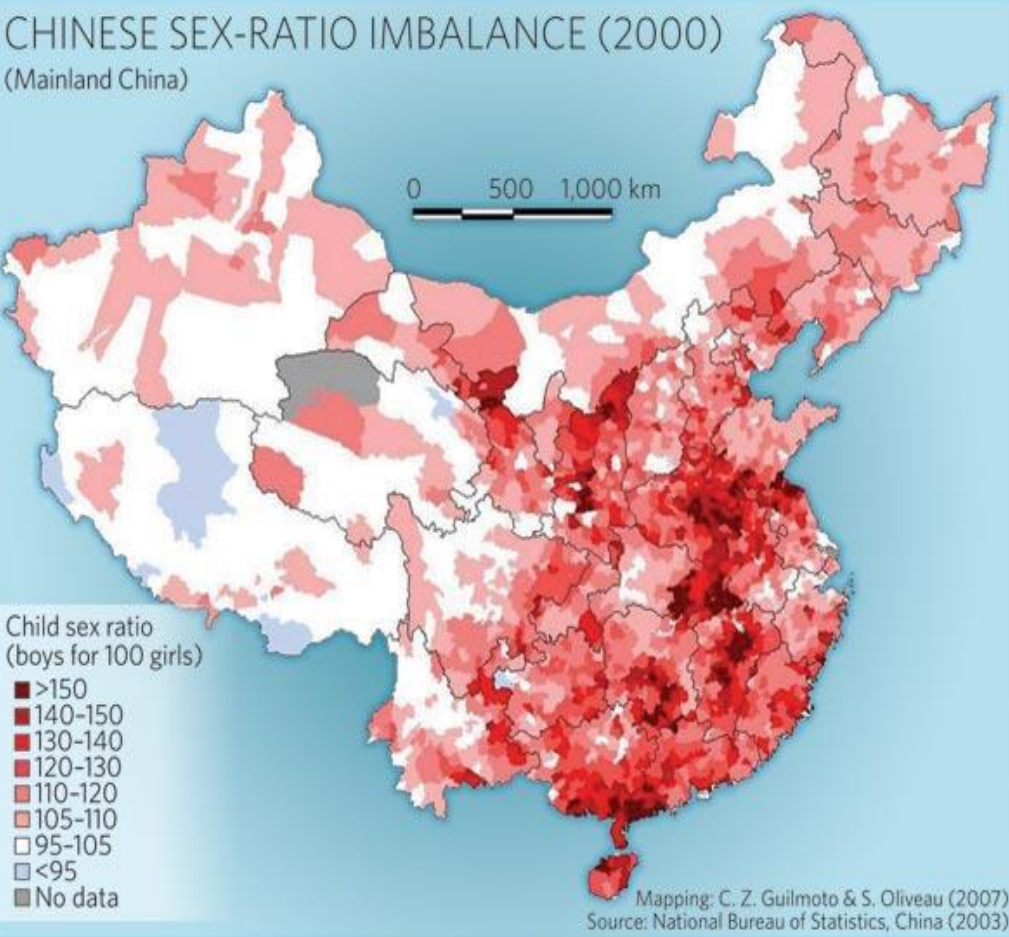 CHINESE SEX-RATIO IMBALANCE (2000)
(Mainland China)
0 500 1,000 km
Child sex ratio
(boys for 100 girls)
>150
140-150
130-140
120-130
110-120
105-110
95-105
<95
No data
Mapping: C. Z. Guilmoto & S. Oliveau (2007)
Source: National Bureau of Statistics, China (2003)